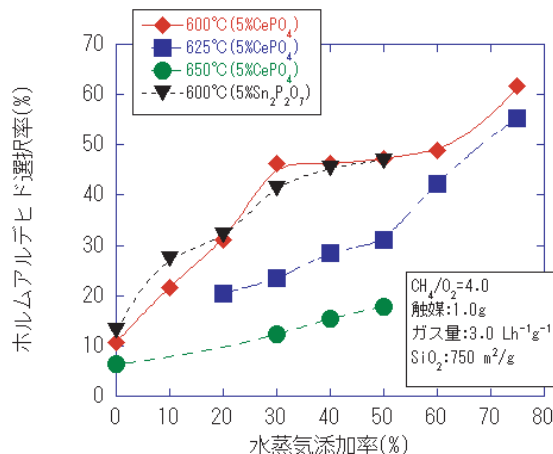 600℃(5%CePO₄)
625℃(5%CePO₄)
650℃(5%CePO₄)
600℃(5%Sn₂P₂O₇)
ホルムアルデヒド選択率(%)
70
60
50
40
30
20
10
0
CH₄/O₂=4.0
触媒:1.0g
ガス量:3.0 Lh⁻¹g⁻¹
SiO₂:750 m²/g
0 10 20 30 40 50 60 70 80
水蒸気添加率(%)